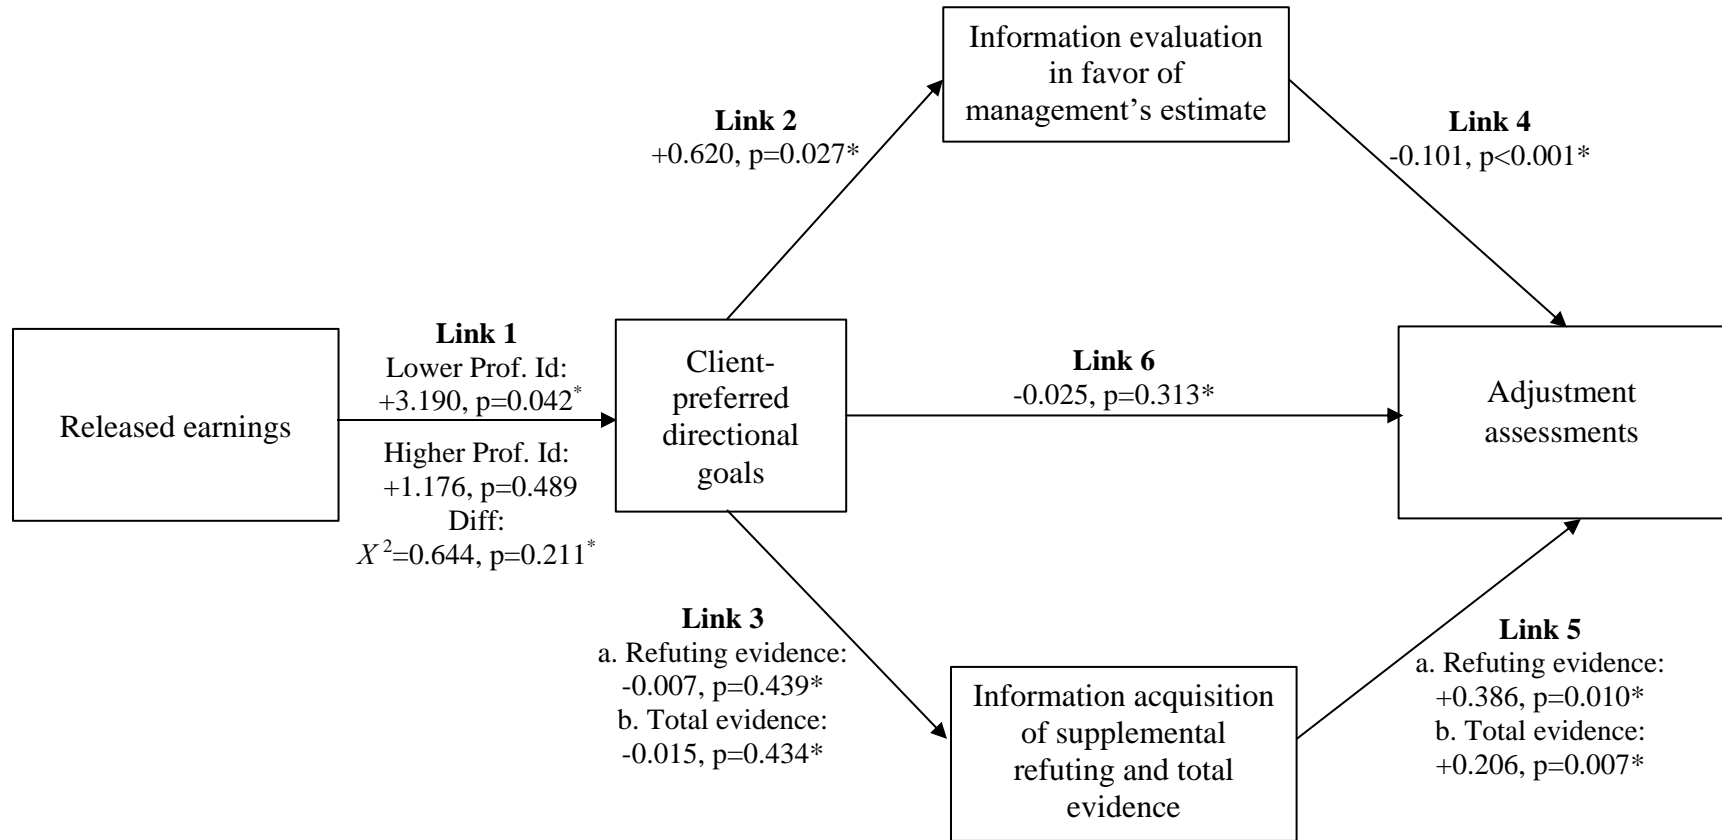 Information evaluation
in favor of
management’s estimate
Link 2
+0.620, p=0.027*
Link 4
-0.101, p<0.001*
Released earnings
Link 1
Lower Prof. Id:
+3.190, p=0.042*
Higher Prof. Id:
+1.176, p=0.489
Diff:
X²=0.644, p=0.211*
Client-
preferred
directional
goals
Link 6
-0.025, p=0.313*
Adjustment
assessments
Link 3
a. Refuting evidence:
-0.007, p=0.439*
b. Total evidence:
-0.015, p=0.434*
Information acquisition
of supplemental
refuting and total
evidence
Link 5
a. Refuting evidence:
+0.386, p=0.010*
b. Total evidence:
+0.206, p=0.007*